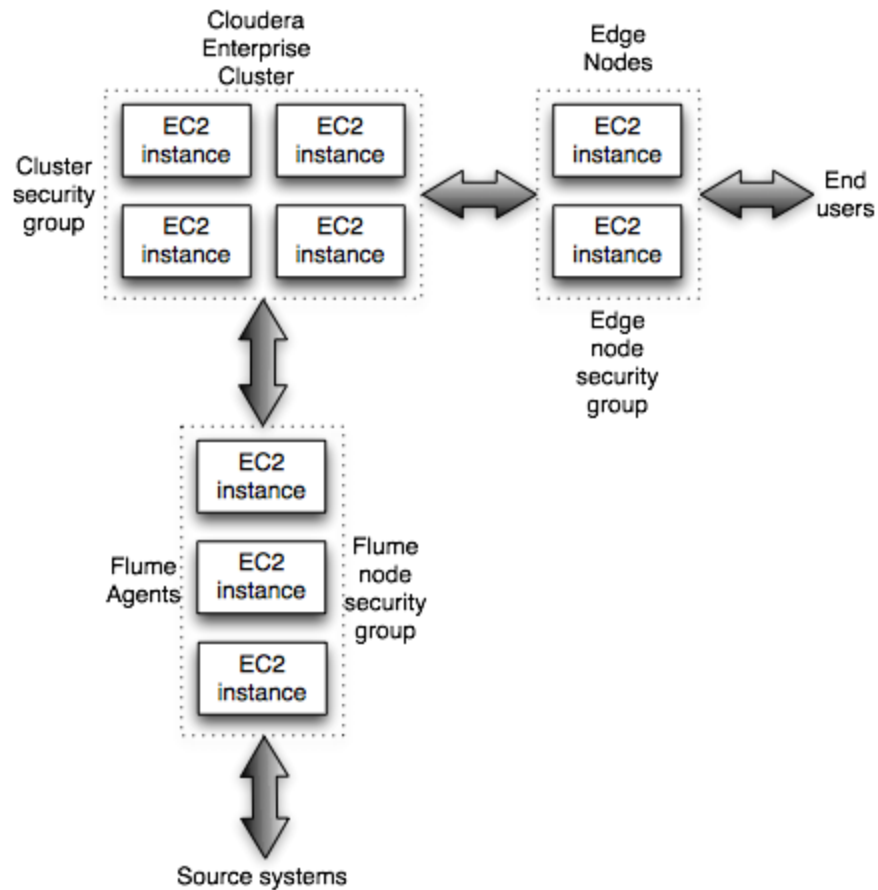 Cloudera
Enterprise
Cluster
Edge
Nodes
Cluster
security
group
EC2
instance
EC2
instance
EC2
instance
EC2
instance
EC2
instance
EC2
instance
End
users
Edge
node
security
group
Flume
Agents
EC2
instance
EC2
instance
EC2
instance
Flume
node
security
group
Source systems